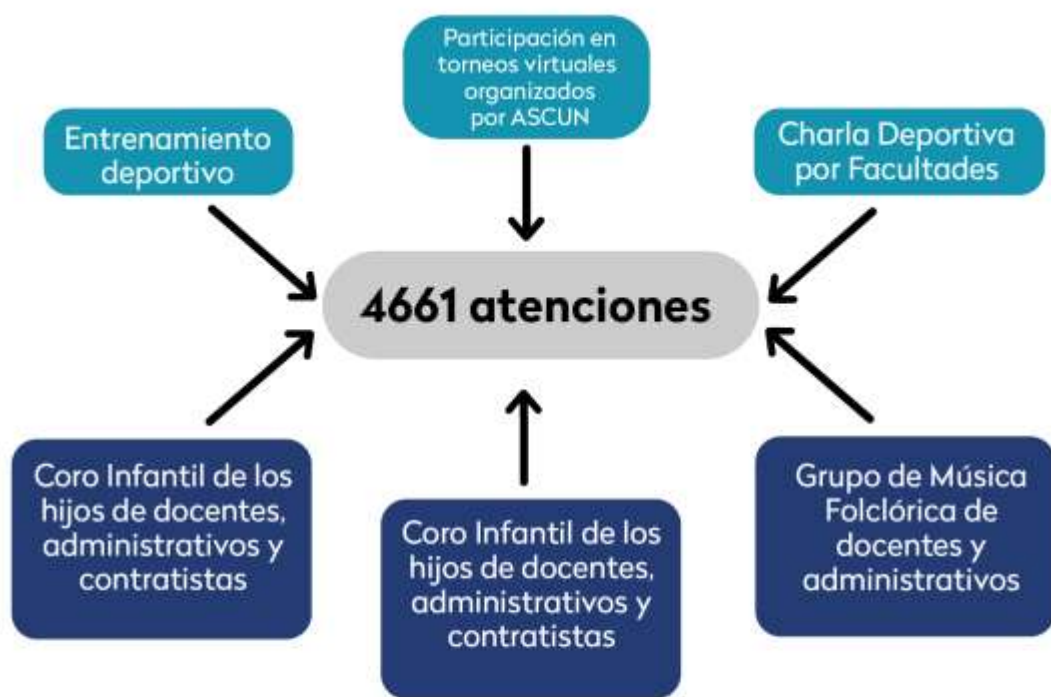 Participación en
torneos virtuales
organizados
por ASCUN
Entrenamiento
deportivo
Charla Deportiva
por Facultades
4661 atenciones
Coro Infantil de los
hijos de docentes,
administrativos y
contratistas
Coro Infantil de los
hijos de docentes,
administrativos y
contratistas
Grupo de Música
Folclórica de
docentes y
administrativos